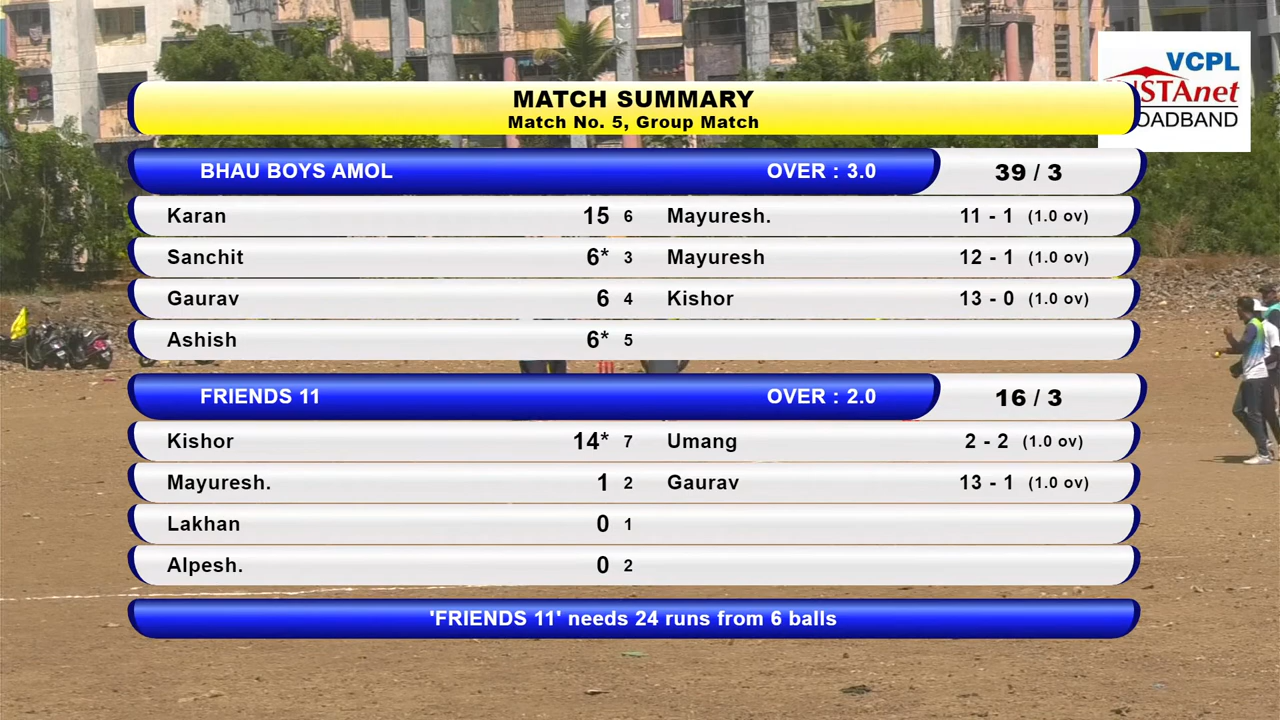 VCPL
MATCH SUMMARY
Match No. 5, Group Match
BHAU BOYS AMOL OVER : 3.0 39 / 3
Karan 15 6 Mayuresh. 11 - 1 (1.0 ov)
Sanchit 6* 3 Mayuresh 12 - 1 (1.0 ov)
Gaurav 6 4 Kishor 13 - 0 (1.0 ov)
Ashish 6* 5
FRIENDS 11 OVER : 2.0 16 / 3
Kishor 14* 7 Umang 2 - 2 (1.0 ov)
Mayuresh. 1 2 Gaurav 13 - 1 (1.0 ov)
Lakhan 0 1
Alpesh. 0 2
'FRIENDS 11' needs 24 runs from 6 balls